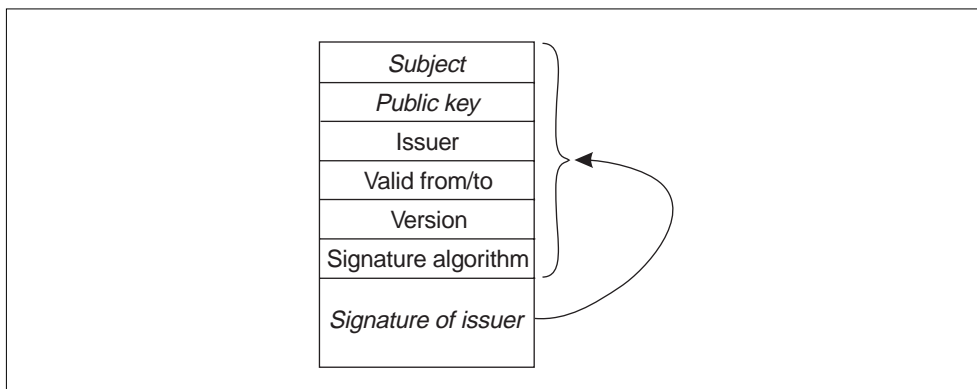 Subject
Public key
Issuer
Valid from/to
Version
Signature algorithm
Signature of issuer